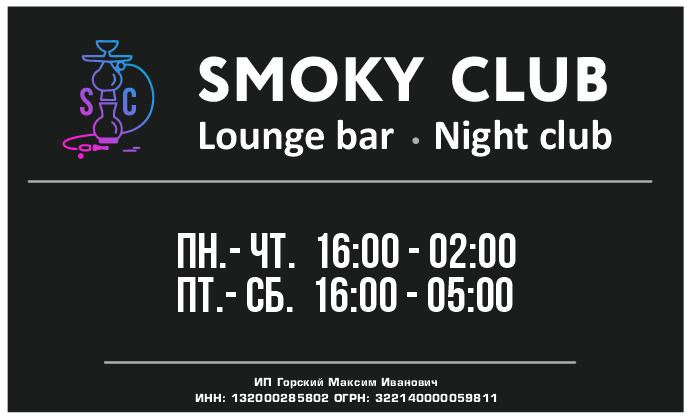 S C
SMOKY CLUB
Lounge bar · Night club
ПН.- ЧТ. 16:00 - 02:00
ПТ.- СБ. 16:00 - 05:00
ИП Горский Максим Иванович
ИНН: 132000285602 ОГРН: 322140000059811